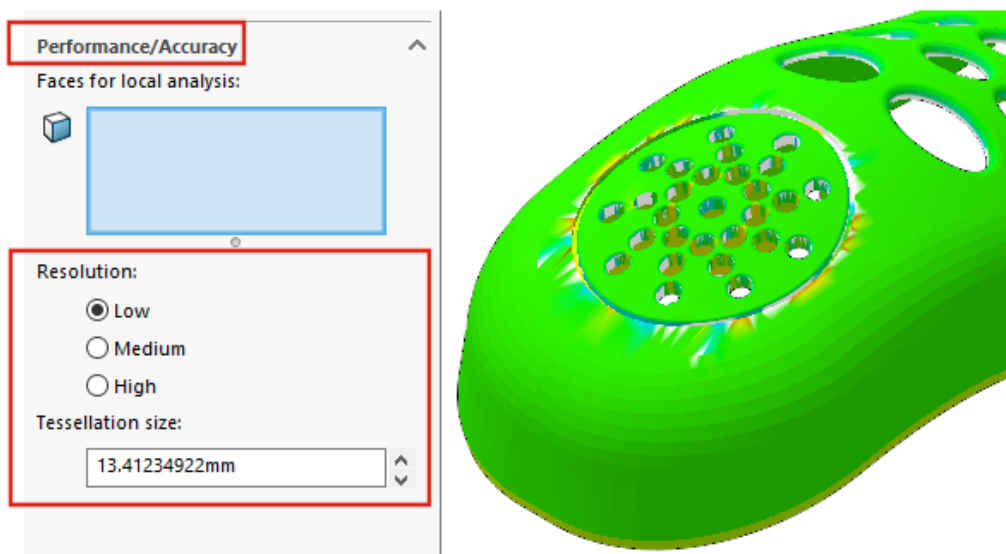 Performance/Accuracy
Faces for local analysis:
Resolution:
Low
Medium
High
Tessellation size:
13.41234922mm